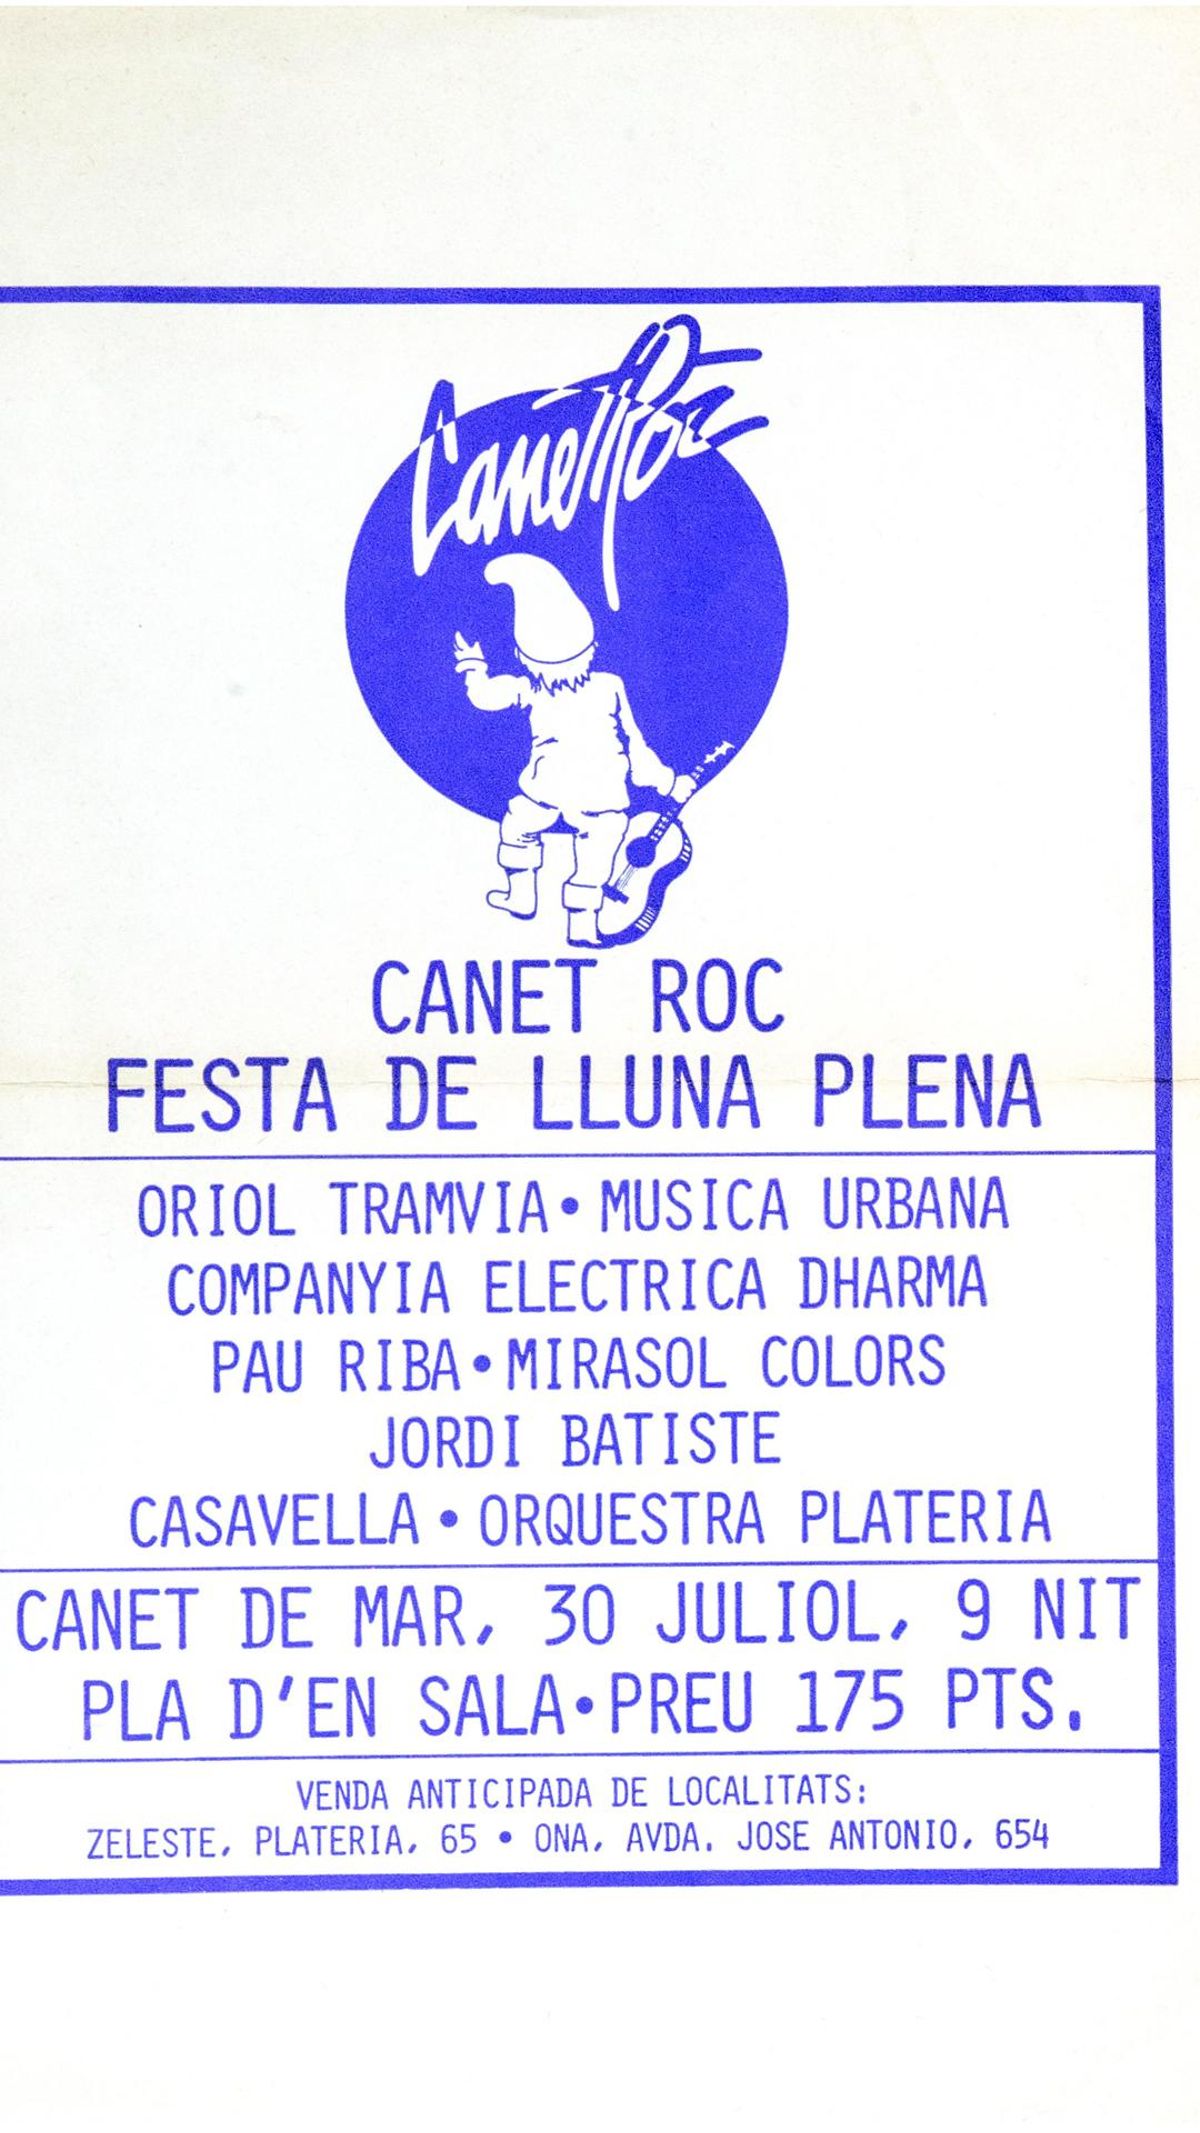 Canet Roc
CANET ROC
FESTA DE LLUNA PLENA
ORIOL TRAMVIA • MUSICA URBANA
COMPANYIA ELECTRICA DHARMA
PAU RIBA • MIRASOL COLORS
JORDI BATISTE
CASAVELLA • ORQUESTRA PLATERIA
CANET DE MAR, 30 JULIOL, 9 NIT
PLA D'EN SALA • PREU 175 PTS.
VENDA ANTICIPADA DE LOCALITATS:
ZELESTE, PLATERIA, 65 • ONA, AVDA. JOSE ANTONIO, 654